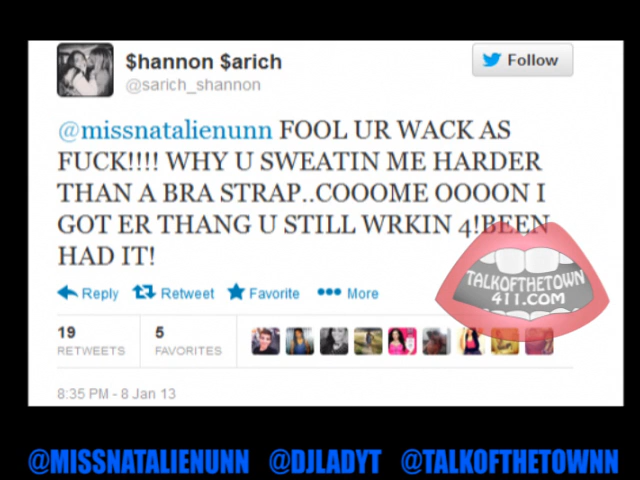 $hannon $arich
@sarich_shannon
Follow
@missnatalienunn FOOL UR WACK AS
FUCK!!!! WHY U SWEATIN ME HARDER
THAN A BRA STRAP..COOOME OOOON I
GOT ER THANG U STILL WRKIN 4!BEEN
HAD IT!
Reply Retweet Favorite More
TALKOFTHETOWN
411.COM
19 5
RETWEETS FAVORITES
8:35 PM - 8 Jan 13
@MISSNATALIENUNN @DJLADYT @TALKOFTHETOWNN